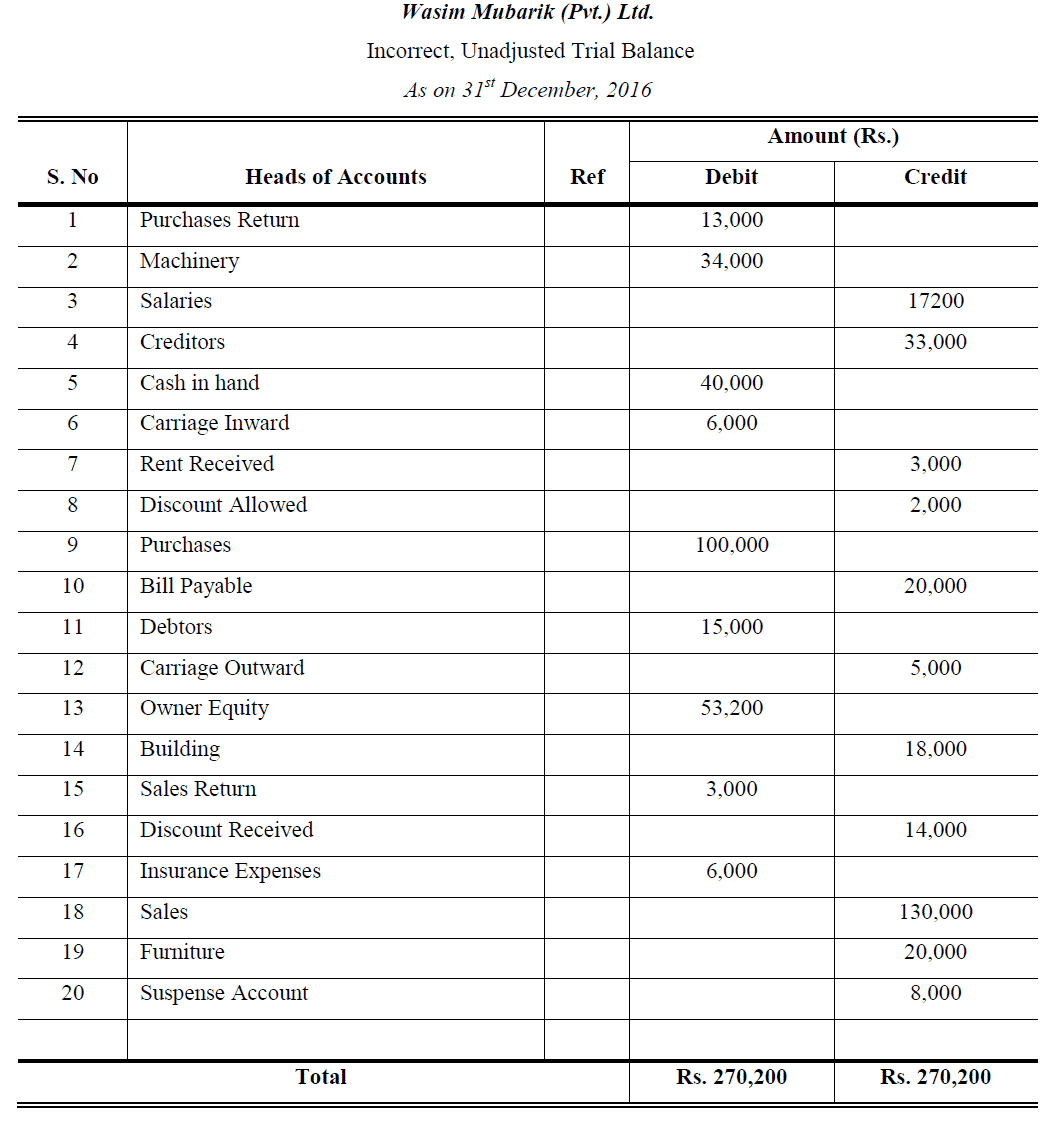 Wasim Mubarik (Pvt.) Ltd.
Incorrect, Unadjusted Trial Balance
As on 31st December, 2016
Amount (Rs.)
S. No Heads of Accounts Ref Debit Credit
1 Purchases Return 13,000
2 Machinery 34,000
3 Salaries 17200
4 Creditors 33,000
5 Cash in hand 40,000
6 Carriage Inward 6,000
7 Rent Received 3,000
8 Discount Allowed 2,000
9 Purchases 100,000
10 Bill Payable 20,000
11 Debtors 15,000
12 Carriage Outward 5,000
13 Owner Equity 53,200
14 Building 18,000
15 Sales Return 3,000
16 Discount Received 14,000
17 Insurance Expenses 6,000
18 Sales 130,000
19 Furniture 20,000
20 Suspense Account 8,000
Total Rs. 270,200 Rs. 270,200